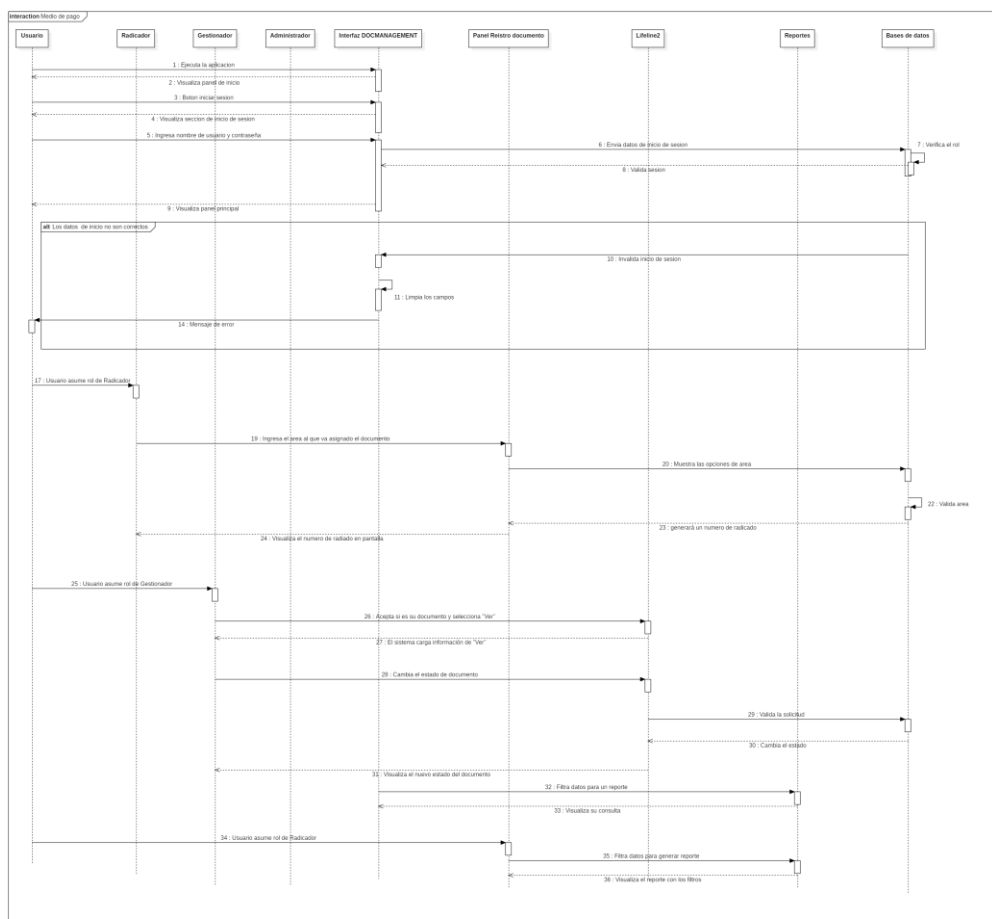 interaction Medio de pago
Usuario
Radicador
Gestionador
Administrador
Interfaz DOCMANAGEMENT
Panel Reistro documento
Lifeline2
Reportes
Bases de datos
1 : Ejecuta la aplicacion
2 : Visualiza panel de inicio
3 : Boton iniciar sesion
4 : Visualiza seccion de inicio de sesion
5 : Ingresa nombre de usuario y contraseña
6 : Envia datos de inicio de sesion
7 : Verifica el rol
8 : Valida sesion
9 : Visualiza panel principal
alt Los datos de inicio no son correctos
10 : Invalida inicio de sesion
11 : Limpia los campos
14 : Mensaje de error
17 : Usuario asume rol de Radicador
19 : Ingresa el area al que va asignado el documento
20 : Muestra las opciones de area
22 : Valida area
23 : generará un numero de radicado
24 : Visualiza el numero de radiado en pantalla
25 : Usuario asume rol de Gestionador
26 : Acepta si es su documento y selecciona "Ver"
27 : El sistema carga información de "Ver"
28 : Cambia el estado de documento
29 : Valida la solicitud
30 : Cambia el estado
31 : Visualiza el nuevo estado del documento
32 : Filtra datos para un reporte
33 : Visualiza su consulta
34 : Usuario asume rol de Radicador
35 : Filtra datos para generar reporte
36 : Visualiza el reporte con los filtros